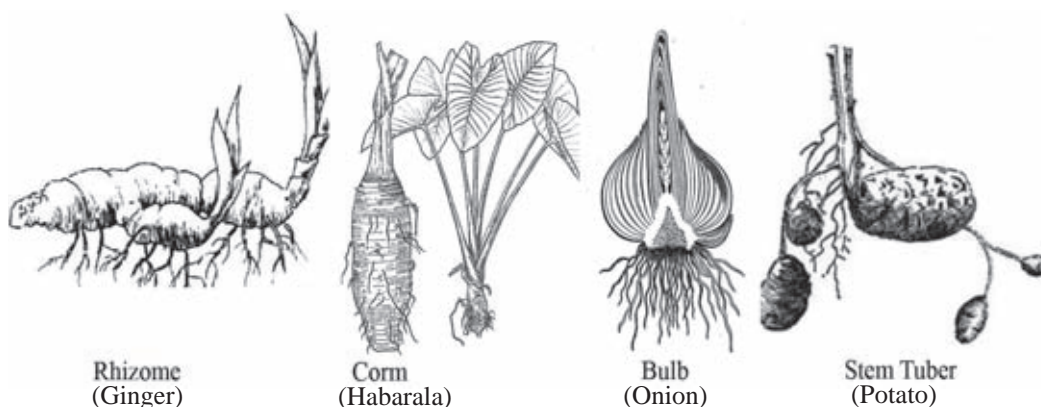 Rhizome
(Ginger)
Corm
(Habarala)
Bulb
(Onion)
Stem Tuber
(Potato)